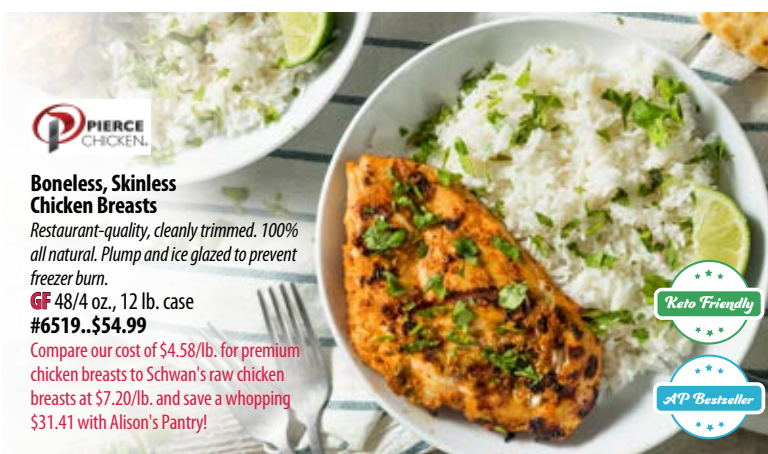 PIERCE
CHICKEN
Boneless, Skinless
Chicken Breasts
Restaurant-quality, cleanly trimmed. 100%
all natural. Plump and ice glazed to prevent
freezer burn.
GF 48/4 oz., 12 lb. case
#6519..$54.99
Compare our cost of $4.58/lb. for premium
chicken breasts to Schwan's raw chicken
breasts at $7.20/lb. and save a whopping
$31.41 with Alison's Pantry!
Keto Friendly
AP Bestseller